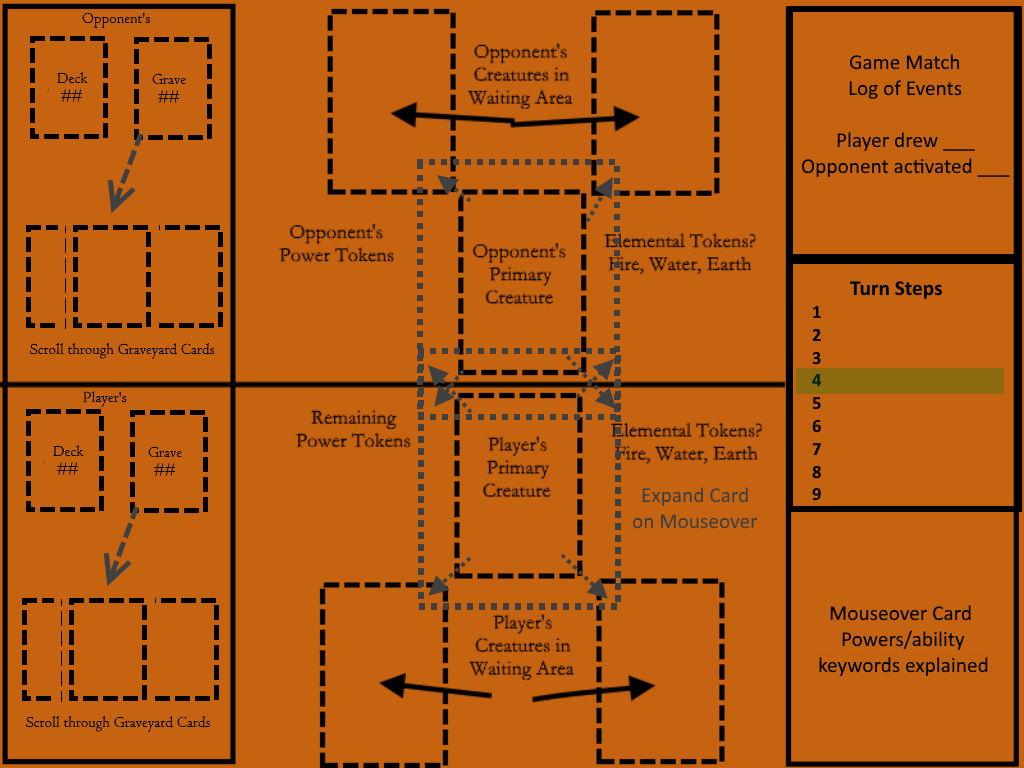 Opponent's
Deck
##
Grave
##
Scroll through Graveyard Cards
Player's
Deck
##
Grave
##
Scroll through Graveyard Cards
Opponent's
Creatures in
Waiting Area
Opponent's
Power Tokens
Opponent's
Primary
Creature
Elemental Tokens?
Fire, Water, Earth
Remaining
Power Tokens
Player's
Primary
Creature
Elemental Tokens?
Fire, Water, Earth
Expand Card
on Mouseover
Player's
Creatures in
Waiting Area
Game Match
Log of Events
Player drew ___
Opponent activated ___
Turn Steps
1
2
3
4
5
6
7
8
9
Mouseover Card
Powers/ability
keywords explained